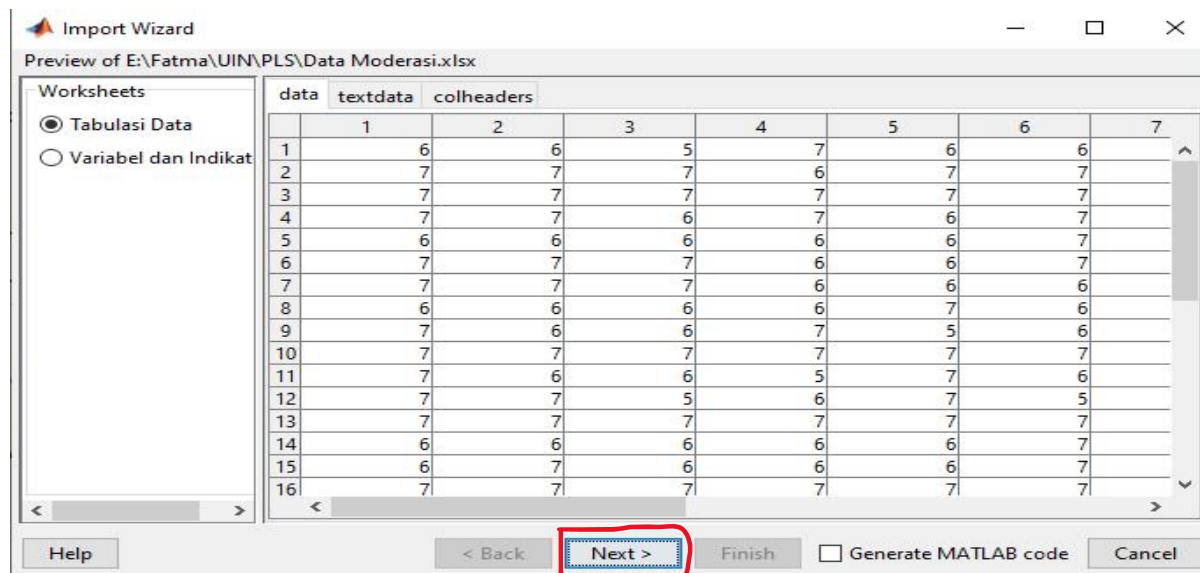 Import Wizard
Preview of E:\Fatma\UIN\PLS\Data Moderasi.xlsx
Worksheets
Tabulasi Data
Variabel dan Indikat
data textdata colheaders
1 2 3 4 5 6 7
1 6 6 5 7 6 6
2 7 7 7 6 7 7
3 7 7 7 7 7 7
4 7 7 6 7 6 7
5 6 6 6 6 6 7
6 7 7 7 6 6 7
7 7 7 7 6 6 6
8 6 6 6 6 7 6
9 7 6 6 7 5 6
10 7 7 7 7 7 7
11 7 6 6 5 7 6
12 7 7 5 6 7 5
13 7 7 7 7 7 7
14 6 6 6 6 6 7
15 6 7 6 6 6 7
16 7 7 7 7 7 7
Help < Back Next > Finish Generate MATLAB code Cancel